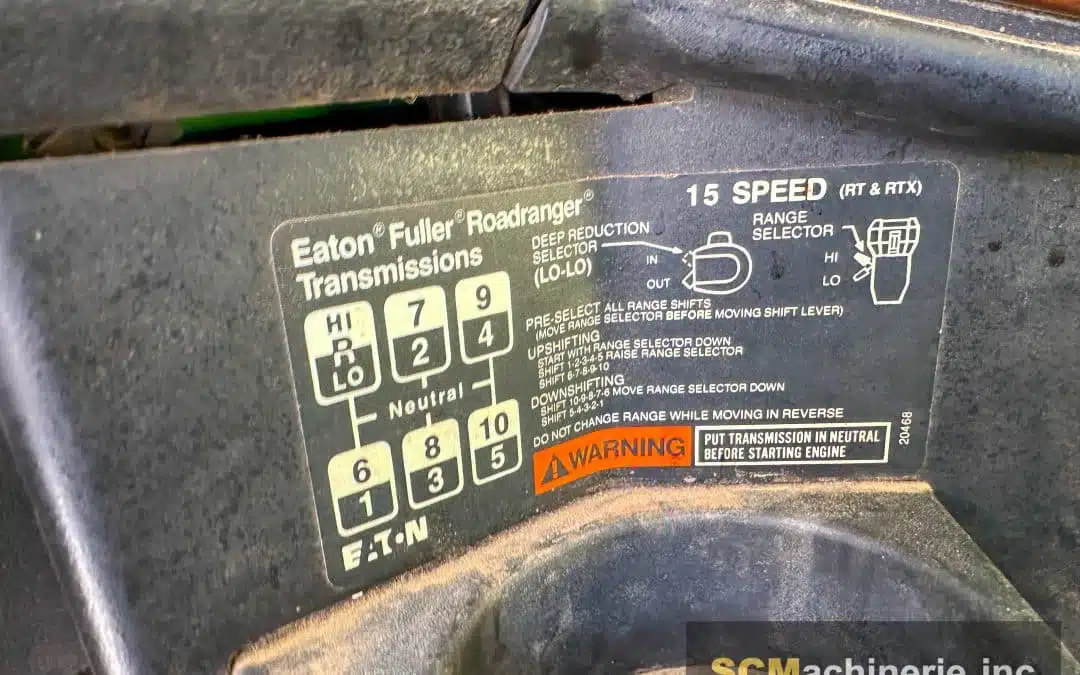 Eaton® Fuller® Roadranger®
Transmissions
15 SPEED (RT & RTX)
DEEP REDUCTION
SELECTOR
(LO-LO)
IN
OUT
RANGE
SELECTOR
HI
LO
HI
R
LO
7
2
9
4
Neutral
6
1
8
3
10
5
EATON
PRE-SELECT ALL RANGE SHIFTS
(MOVE RANGE SELECTOR BEFORE MOVING SHIFT LEVER)
UPSHIFTING
START WITH RANGE SELECTOR DOWN
SHIFT 1-2-3-4-5 RAISE RANGE SELECTOR
SHIFT 6-7-8-9-10
DOWNSHIFTING
SHIFT 10-9-8-7-6 MOVE RANGE SELECTOR DOWN
SHIFT 5-4-3-2-1
DO NOT CHANGE RANGE WHILE MOVING IN REVERSE
WARNING
PUT TRANSMISSION IN NEUTRAL
BEFORE STARTING ENGINE
20468
SCMachinerie inc